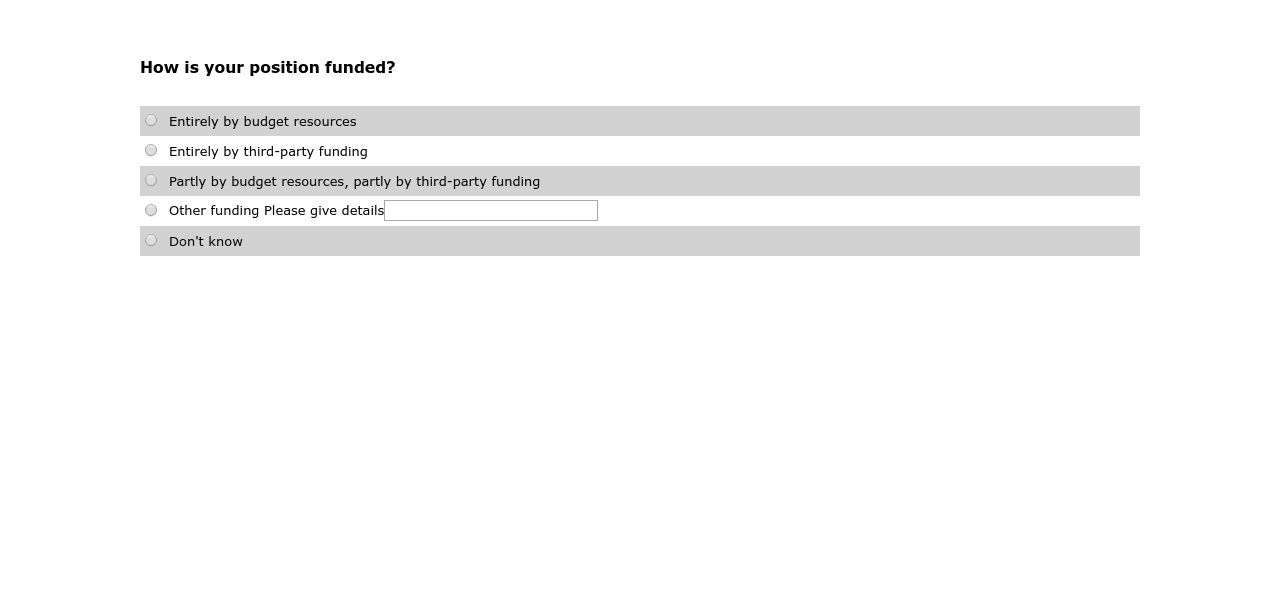 How is your position funded?
Entirely by budget resources
Entirely by third-party funding
Partly by budget resources, partly by third-party funding
Other funding Please give details
Don't know